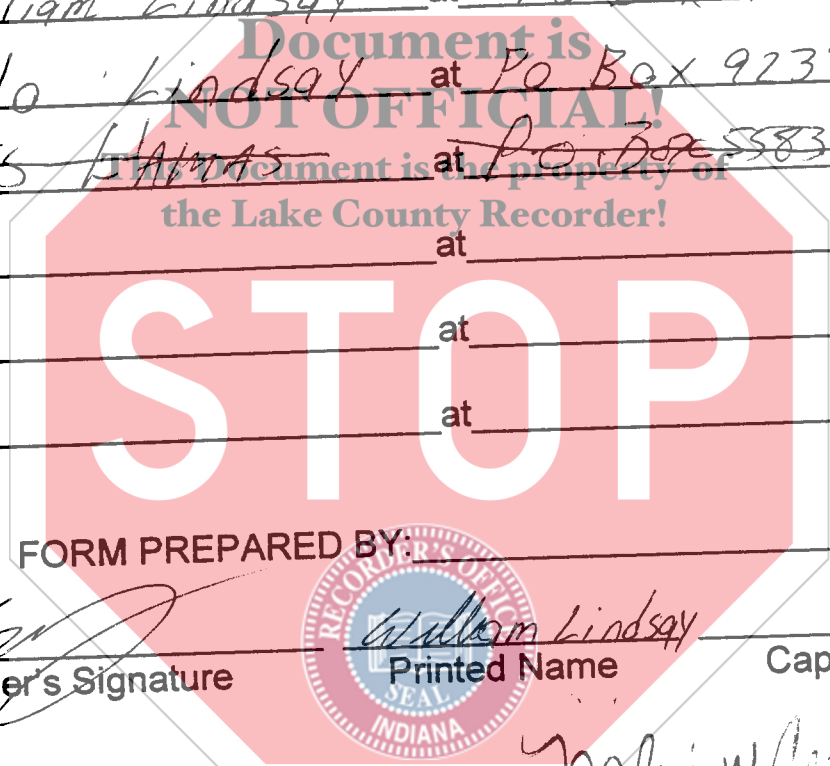 Lindsay at
Document is
Lindsay at Po Box 923
NOT OFFICIAL!
HAIMAS at P.O. Box 5583
This Document is the property of
the Lake County Recorder!
at
at
at
STOP
FORM PREPARED BY:
RECORDER'S OFFICE
William Lindsay
er's Signature Printed Name Cap
SEAL
INDIANA